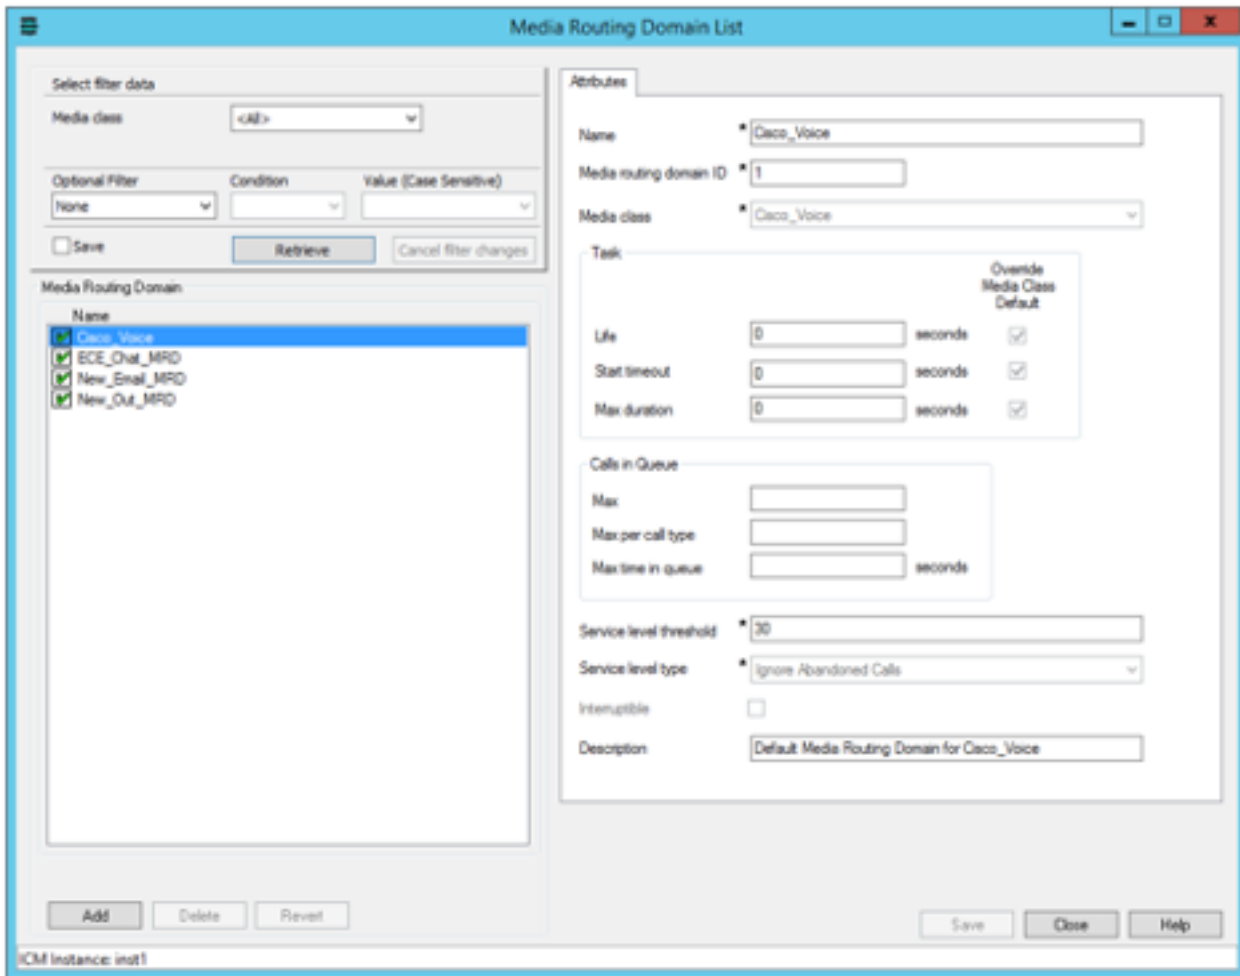 Media Routing Domain List
Select filter data
Media class
<All>
Optional Filter
Condition
Value (Case Sensitive)
None
Save
Retrieve
Cancel filter changes
Media Routing Domain
Name
Cisco_Voice
ECE_Chat_MRD
New_Email_MRD
New_Out_MRD
Add
Delete
Revert
Attributes
Name
* Cisco_Voice
Media routing domain ID
* 1
Media class
* Cisco_Voice
Task
Override
Media Class
Default
Life
0
seconds
Start timeout
0
seconds
Max duration
0
seconds
Calls in Queue
Max
Max per call type
Max time in queue
seconds
Service level threshold
* 30
Service level type
* Ignore Abandoned Calls
Interruptible
Description
Default Media Routing Domain for Cisco_Voice
Save
Close
Help
ICM Instance: inst1